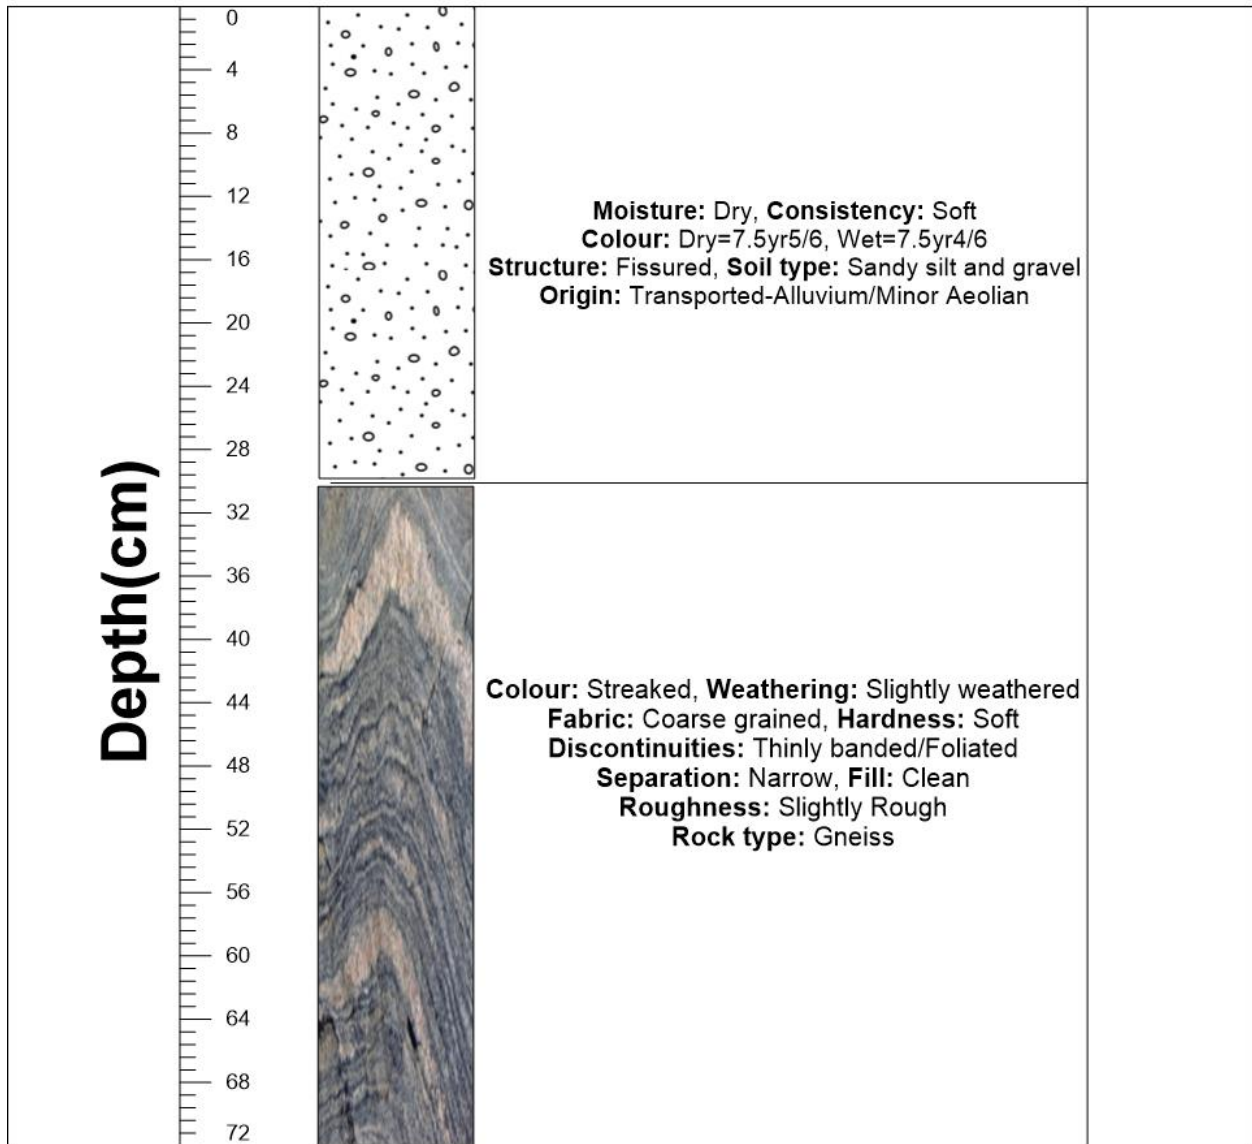 Depth(cm)
0
4
8
12
16
20
24
28
32
36
40
44
48
52
56
60
64
68
72
Moisture: Dry, Consistency: Soft
Colour: Dry=7.5yr5/6, Wet=7.5yr4/6
Structure: Fissured, Soil type: Sandy silt and gravel
Origin: Transported-Alluvium/Minor Aeolian
Colour: Streaked, Weathering: Slightly weathered
Fabric: Coarse grained, Hardness: Soft
Discontinuities: Thinly banded/Foliated
Separation: Narrow, Fill: Clean
Roughness: Slightly Rough
Rock type: Gneiss